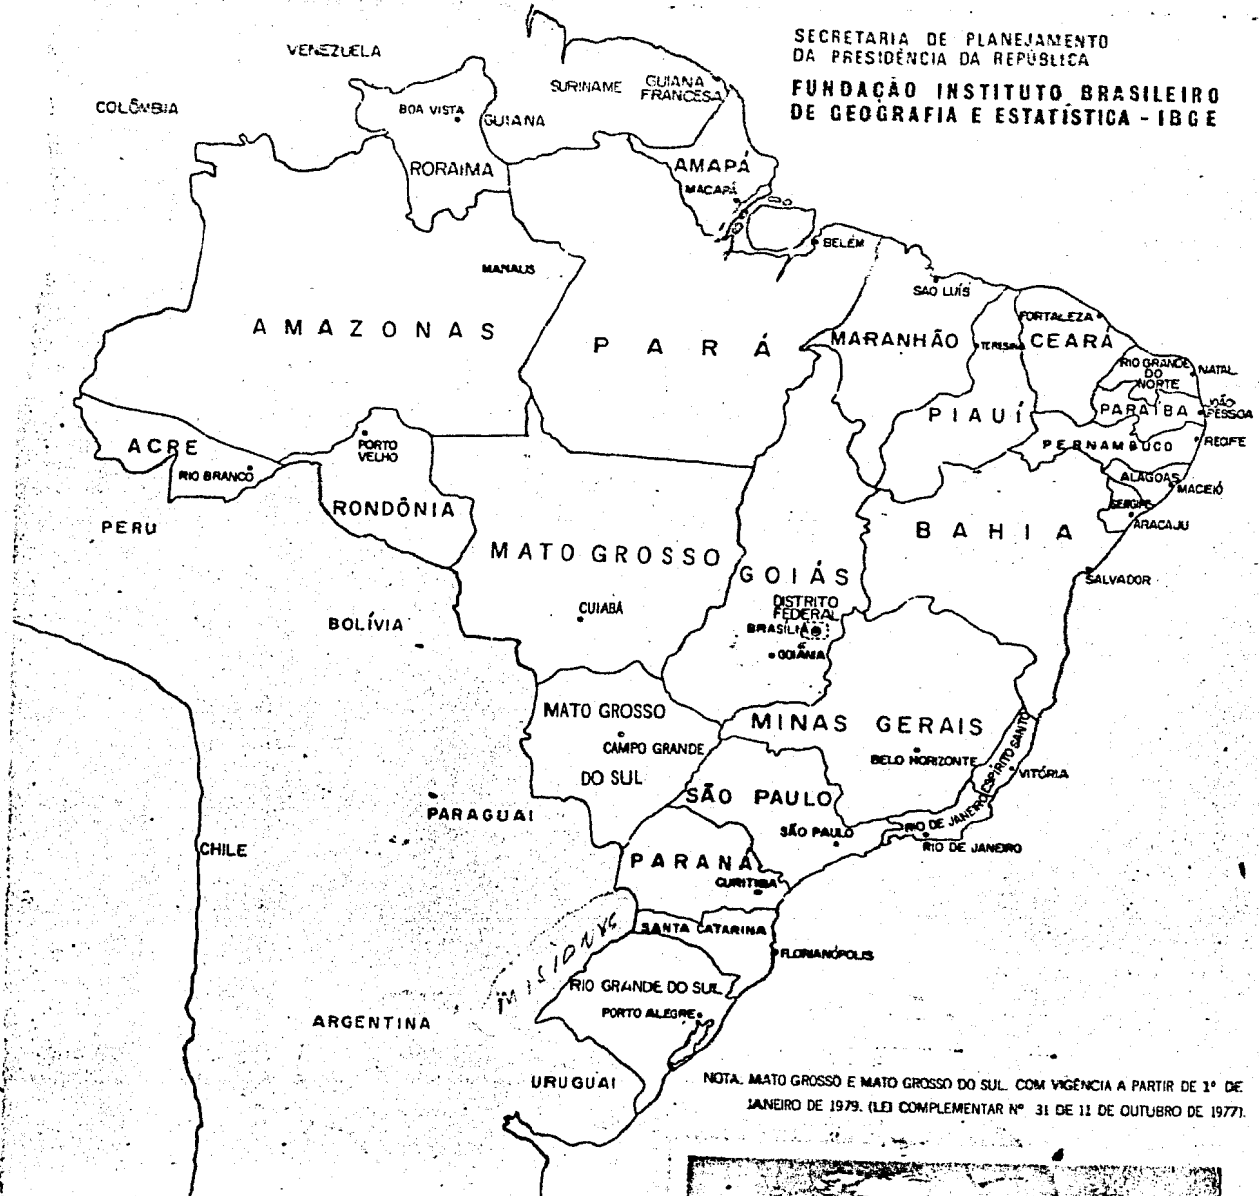 SECRETARIA DE PLANEJAMENTO
DA PRESIDÊNCIA DA REPÚBLICA
FUNDAÇÃO INSTITUTO BRASILEIRO
DE GEOGRAFIA E ESTATÍSTICA - IBGE
VENEZUELA
COLÔMBIA
SURINAME
GUIANA
FRANCESA
BOA VISTA
GUIANA
RORAIMA
AMAPÁ
MACAPÁ
BELÉM
MANAUS
SAO LUÍS
AMAZONAS
PARÁ
MARANHÃO
TERESINA
FORTALEZA
CEARÁ
RIO GRANDE
DO
NORTE
NATAL
PIAUÍ
PARAÍBA
PESSOA
PERNAMBUCO
RECIFE
ACRE
RIO BRANCO
PORTO
VELHO
RONDÔNIA
ALAGOAS
MACEIÓ
SERGIPE
ARACAJU
PERU
BAHIA
MATO GROSSO
SALVADOR
GOIÁS
DISTRITO
FEDERAL
BRASÍLIA
GOIÂNIA
CUIABÁ
BOLÍVIA
MATO GROSSO
CAMPO GRANDE
DO SUL
MINAS GERAIS
BELO HORIZONTE
ESPÍRITO SANTO
VITÓRIA
SÃO PAULO
SÃO PAULO
RIO DE JANEIRO
RIO DE JANEIRO
PARAGUAI
CHILE
PARANÁ
CURITIBA
SANTA CATARINA
FLORIANÓPOLIS
MISIONES
RIO GRANDE DO SUL
PORTO ALEGRE
ARGENTINA
URUGUAI
NOTA. MATO GROSSO E MATO GROSSO DO SUL. COM VIGÊNCIA A PARTIR DE 1º DE
JANEIRO DE 1979. (LEI COMPLEMENTAR Nº 31 DE 11 DE OUTUBRO DE 1977).